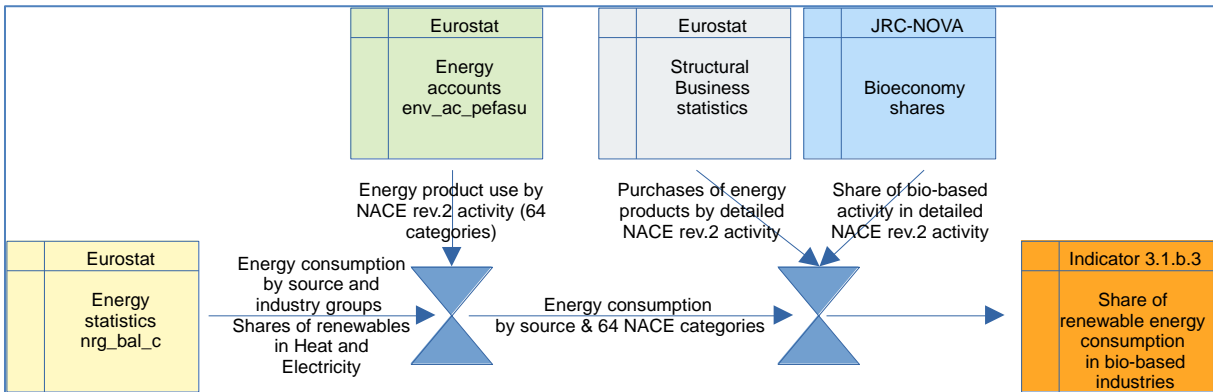 Eurostat
Energy
accounts
env_ac_pefasu
Eurostat
Structural
Business
statistics
JRC-NOVA
Bioeconomy
shares
Energy product use by
NACE rev.2 activity (64
categories)
Purchases of energy
products by detailed
NACE rev.2 activity
Share of bio-based
activity in detailed
NACE rev.2 activity
Eurostat
Energy
statistics
nrg_bal_c
Energy consumption
by source and
industry groups
Shares of renewables
in Heat and
Electricity
Energy consumption
by source & 64 NACE categories
Indicator 3.1.b.3
Share of
renewable energy
consumption
in bio-based
industries